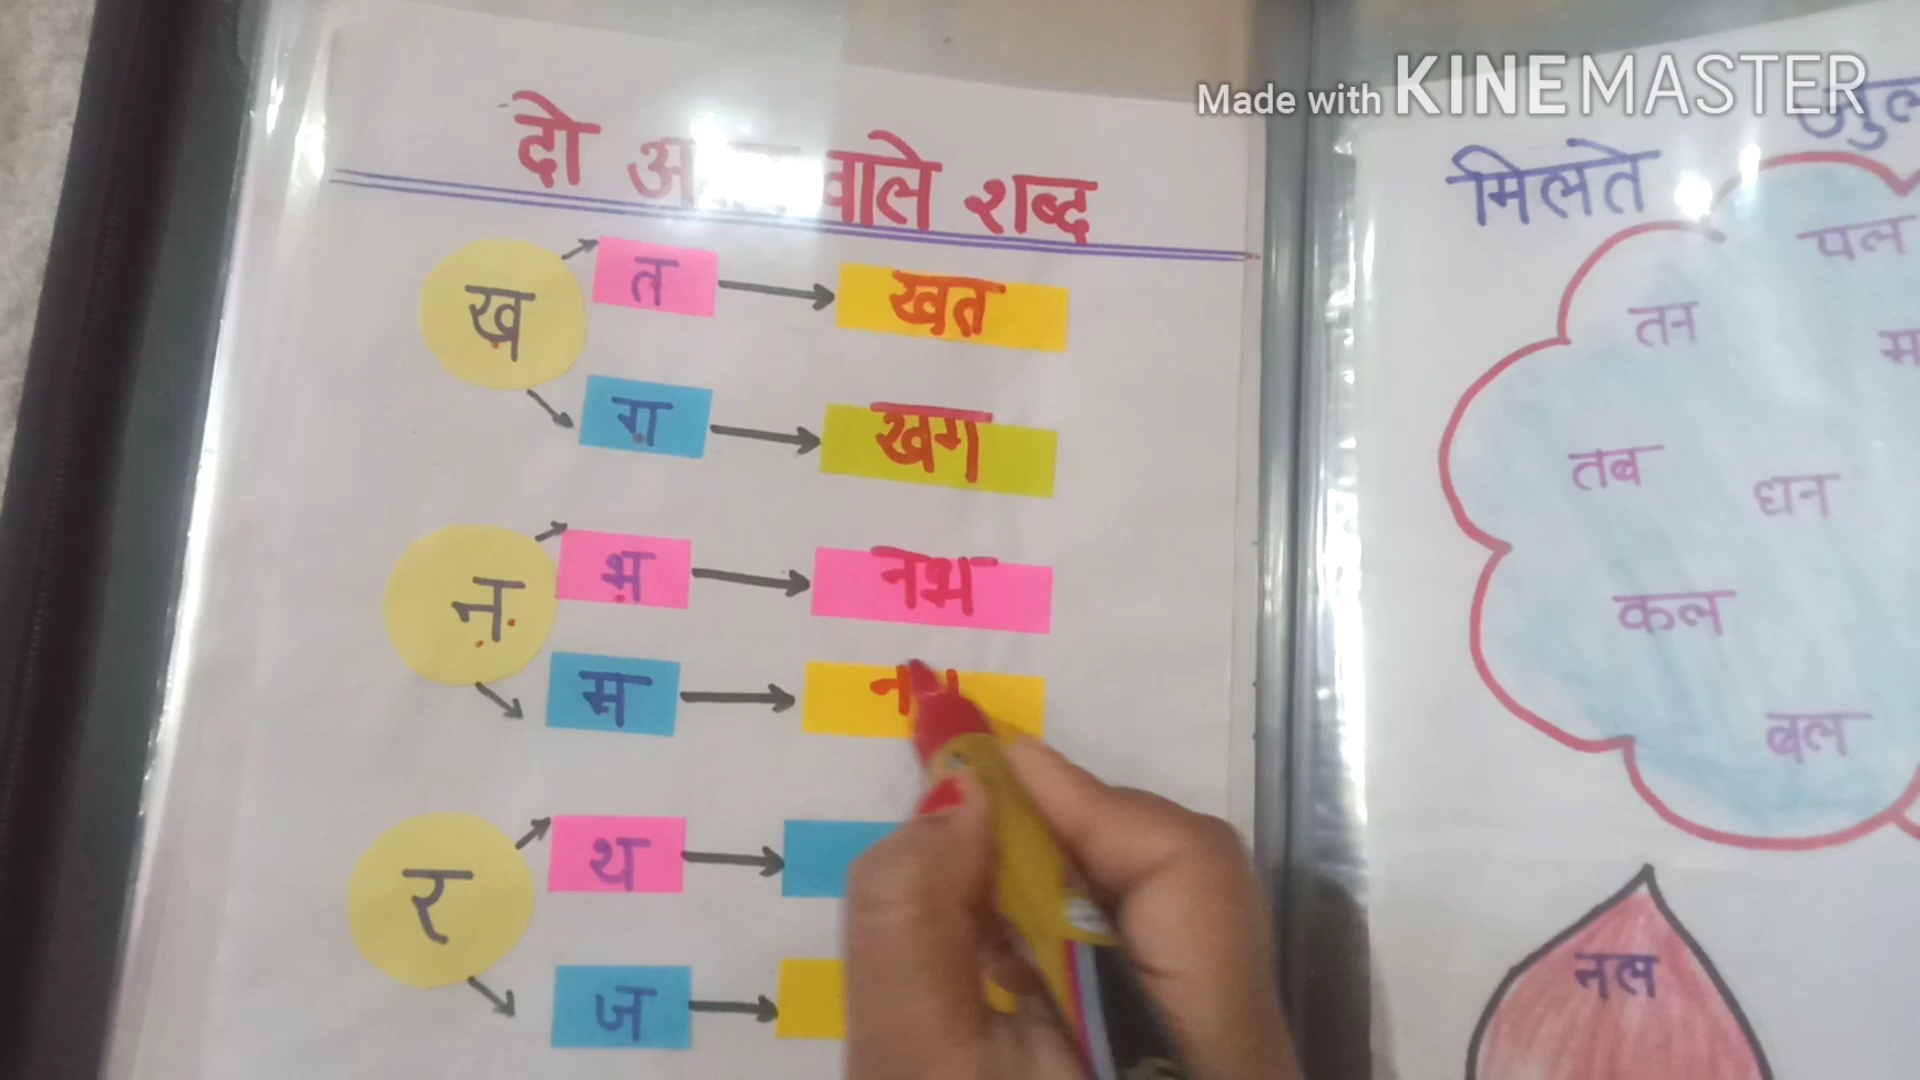 Made with KINEMASTER
दो वाले शब्द
ख
त
खत
ग
खग
न
भ
नभ
म
र
थ
ज
मिलते
पल
तन
म
तब
धन
कल
बल
नल